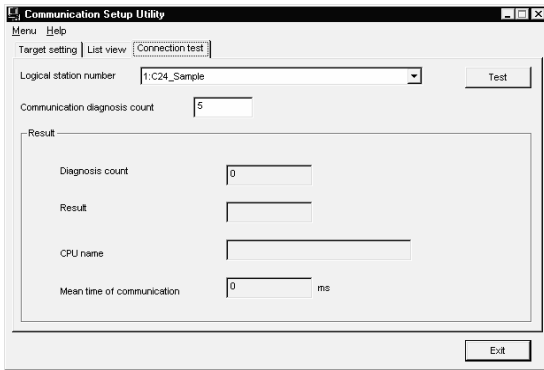 Communication Setup Utility
Menu Help
Target setting List view Connection test
Logical station number 1:C24_Sample Test
Communication diagnosis count 5
Result
Diagnosis count 0
Result
CPU name
Mean time of communication 0 ms
Exit